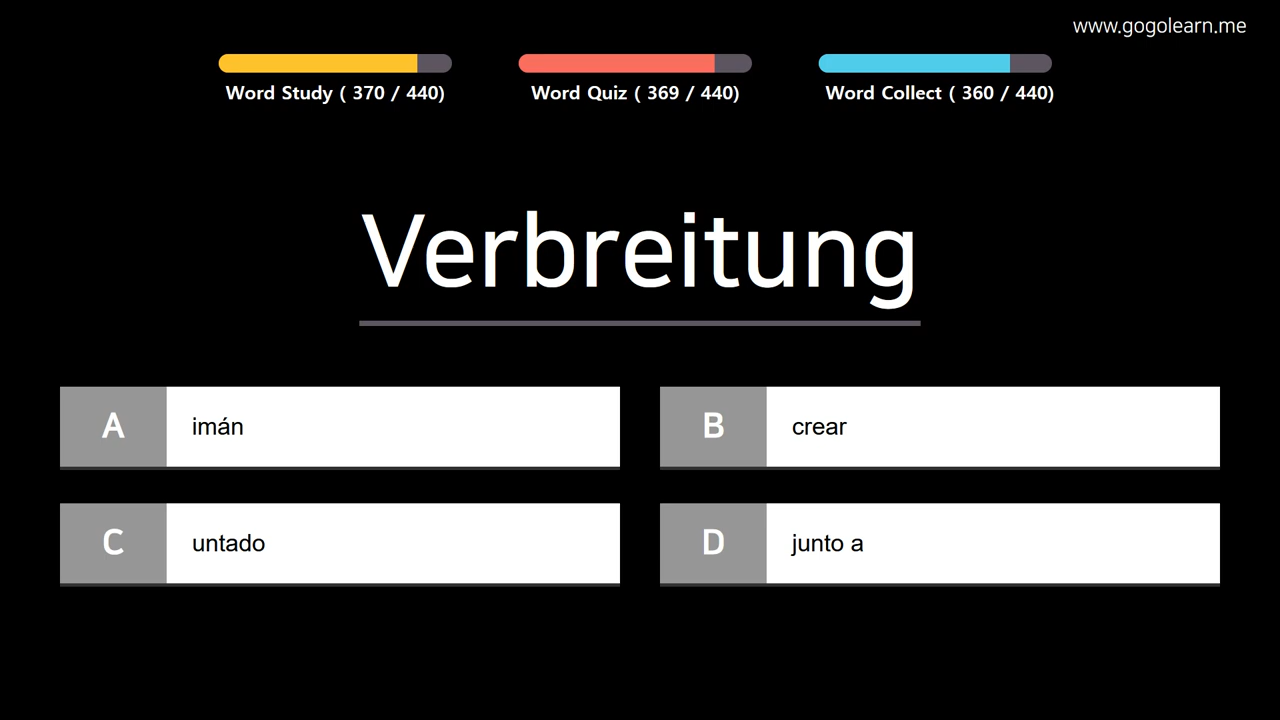 www.gogolearn.me
Word Study ( 370 / 440)
Word Quiz ( 369 / 440)
Word Collect ( 360 / 440)
Verbreitung
A imán
B crear
C untado
D junto a